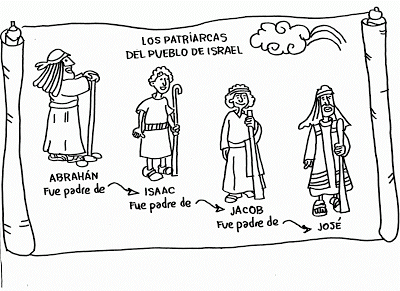 LOS PATRIARCAS
DEL PUEBLO DE ISRAEL
ABRAHÁN
Fue padre de
ISAAC
Fue padre de
JACOB
Fue padre de
JOSÉ